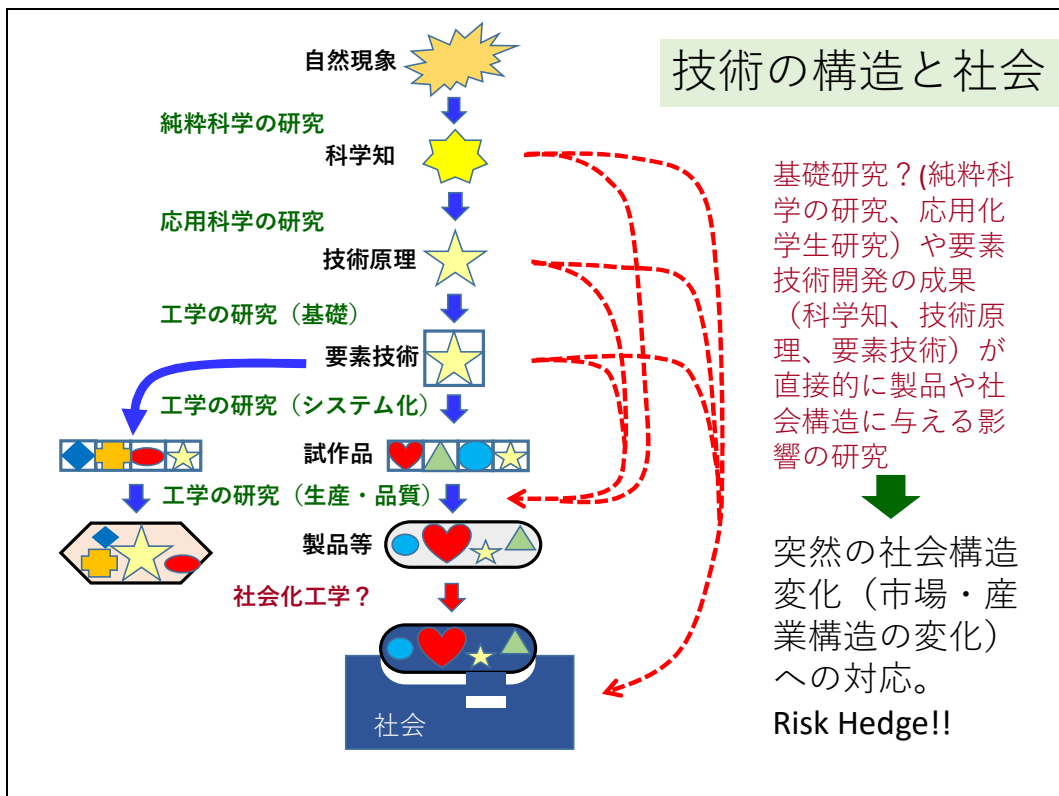 技術の構造と社会
自然現象
純粋科学の研究
科学知
応用科学の研究
技術原理
工学の研究（基礎）
要素技術
工学の研究（システム化）
試作品
工学の研究（生産・品質）
製品等
社会化工学？
社会
基礎研究？(純粋科
学の研究、応用化
学生研究）や要素
技術開発の成果
（科学知、技術原
理、要素技術）が
直接的に製品や社
会構造に与える影
響の研究
突然の社会構造
変化（市場・産
業構造の変化）
への対応。
Risk Hedge!!